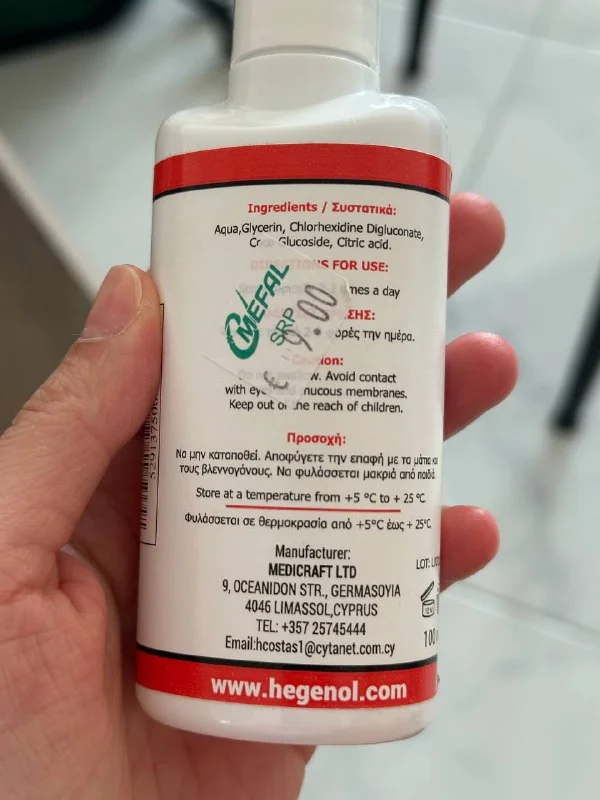 Ingredients / Συστατικά:
Aqua,Glycerin, Chlorhexidine Digluconate,
Glucoside, Citric acid.
FOR USE:
a day
MEFAL
SRP
€ 9.00
την ημέρα.
Avoid contact
with mucous membranes.
Keep out of the reach of children.
Προσοχή:
Να μην καταποθεί. Αποφύγετε την επαφή με τα μάτια και
τους βλεννογόνους. Να φυλάσσεται μακριά από παιδιά.
Store at a temperature from +5 °C to + 25 °C.
Φυλάσσεται σε θερμοκρασία από +5°C έως + 25°C.
Manufacturer:
MEDICRAFT LTD
9, OCEANIDON STR., GERMASOYIA
4046 LIMASSOL,CYPRUS
TEL: +357 25745444
Email:hcostas1@cytanet.com.cy
LOT:
100
www.hegenol.com